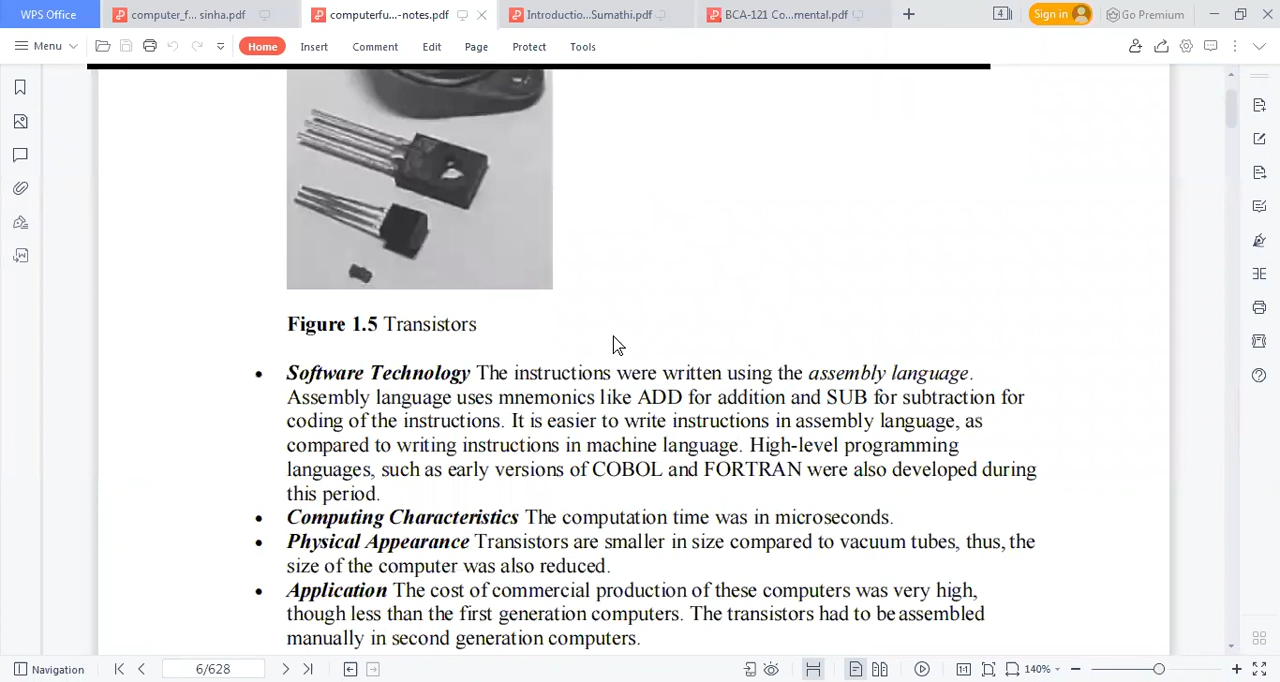 WPS Office
computer_f... sinha.pdf
computerfu...-notes.pdf
Introductio...Sumathi.pdf
BCA-121 Co...mental.pdf
4
Sign in
Go Premium
Menu
Home
Insert
Comment
Edit
Page
Protect
Tools
Figure 1.5 Transistors
• Software Technology The instructions were written using the assembly language.
Assembly language uses mnemonics like ADD for addition and SUB for subtraction for
coding of the instructions. It is easier to write instructions in assembly language, as
compared to writing instructions in machine language. High-level programming
languages, such as early versions of COBOL and FORTRAN were also developed during
this period.
• Computing Characteristics The computation time was in microseconds.
• Physical Appearance Transistors are smaller in size compared to vacuum tubes, thus, the
size of the computer was also reduced.
• Application The cost of commercial production of these computers was very high,
though less than the first generation computers. The transistors had to be assembled
manually in second generation computers.
Navigation
6/628
140%